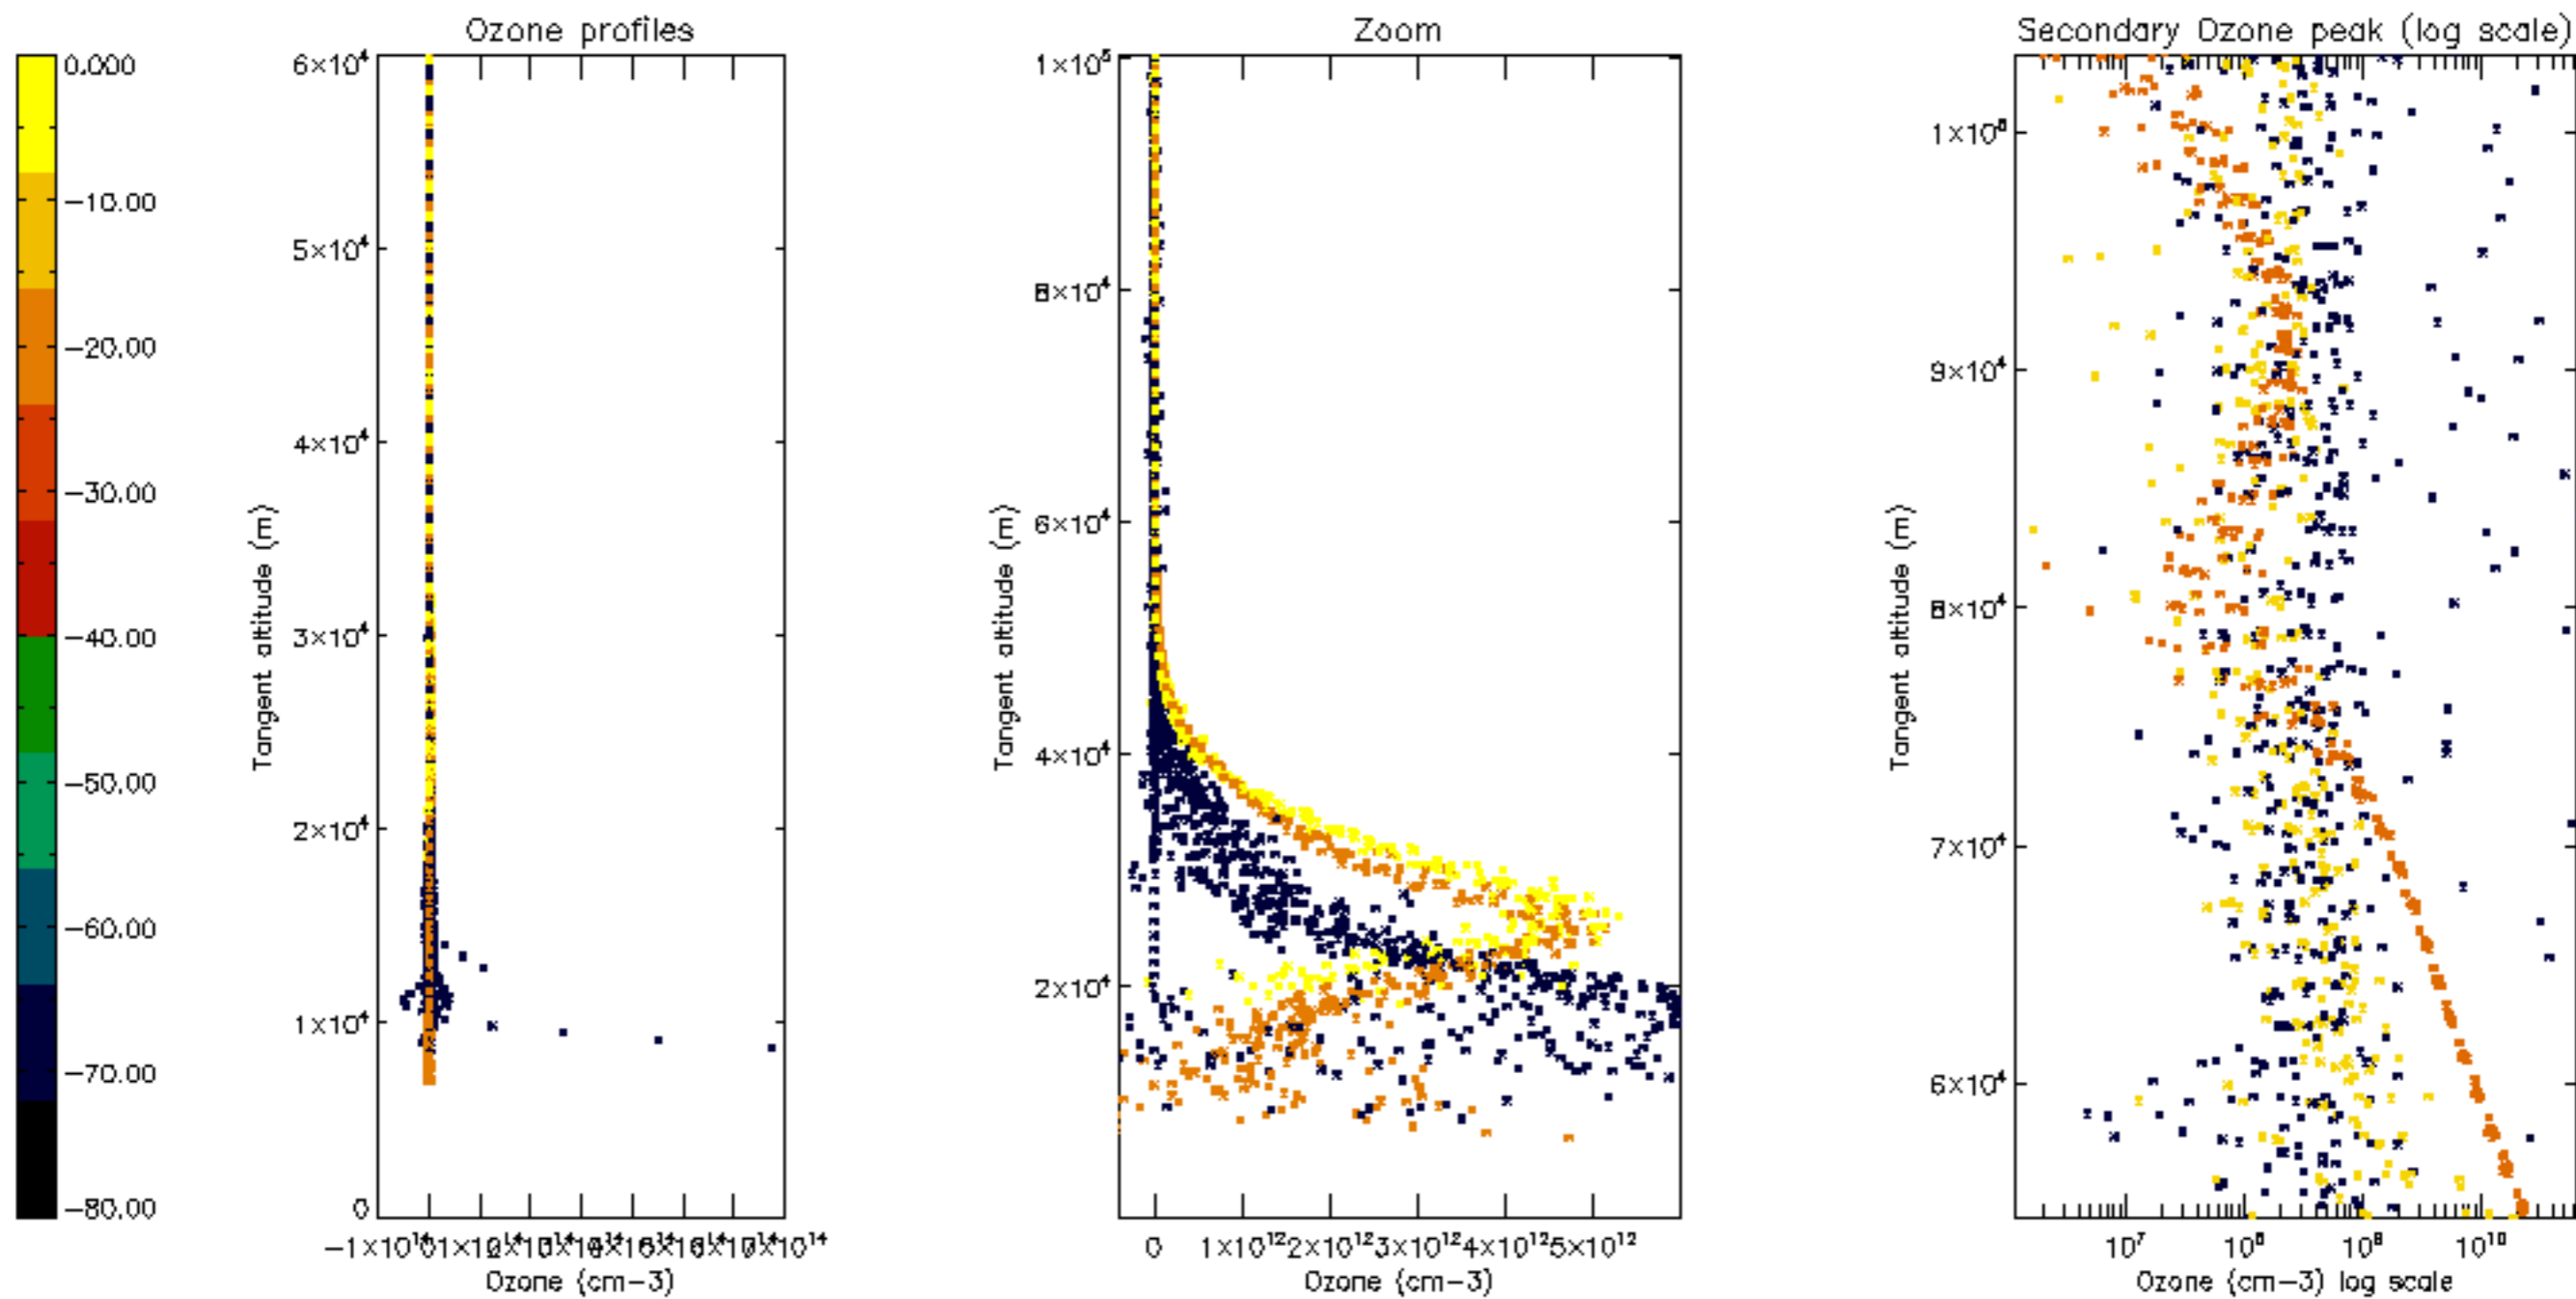 Ozone profiles
0.000
−10.00
−20.00
−30.00
−40.00
−50.00
−60.00
−70.00
−80.00
6×10⁴
5×10⁴
4×10⁴
3×10⁴
2×10⁴
1×10⁴
0
Tangent altitude (m)
Ozone (cm−3)
Zoom
1×10⁵
8×10⁴
6×10⁴
4×10⁴
2×10⁴
Tangent altitude (m)
0 1×10¹² 2×10¹² 3×10¹² 4×10¹² 5×10¹²
Ozone (cm−3)
Secondary Ozone peak (log scale)
1×10⁵
9×10⁴
8×10⁴
7×10⁴
6×10⁴
Tangent altitude (m)
10⁷ 10⁸ 10⁹ 10¹⁰
Ozone (cm−3) log scale